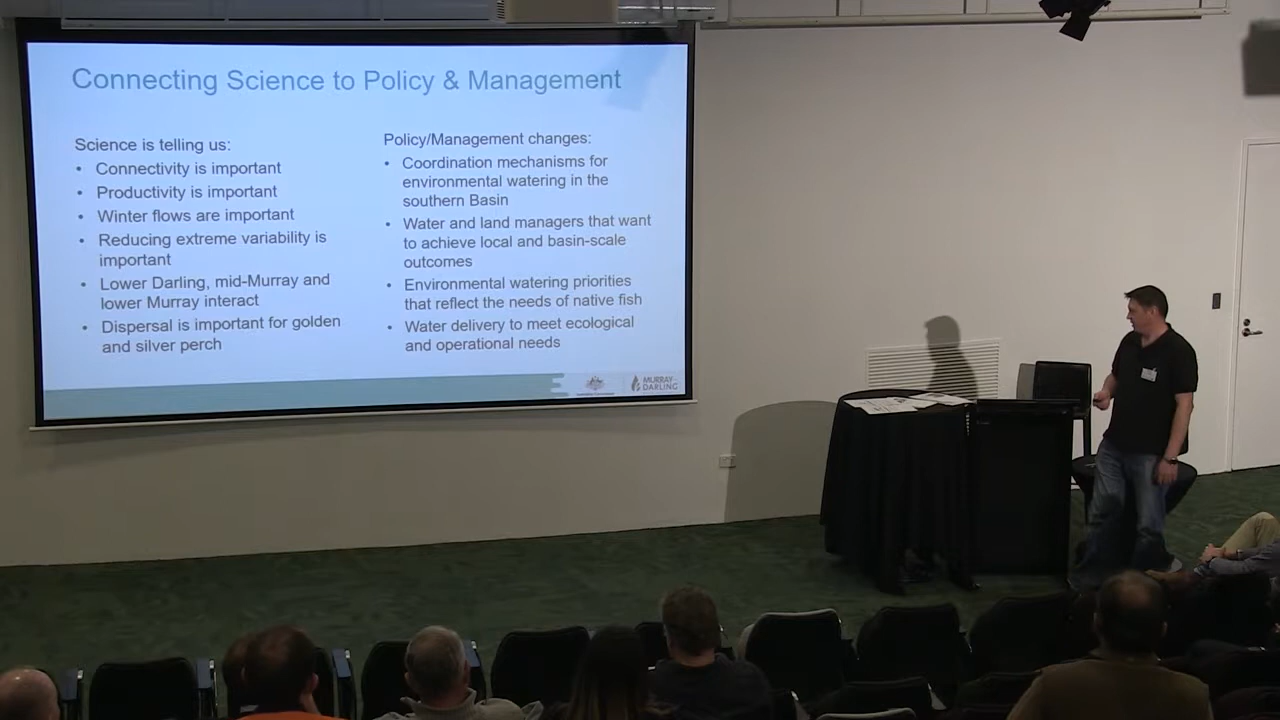 Connecting Science to Policy & Management
Science is telling us:
• Connectivity is important
• Productivity is important
• Winter flows are important
• Reducing extreme variability is
important
• Lower Darling, mid-Murray and
lower Murray interact
• Dispersal is important for golden
and silver perch
Policy/Management changes:
• Coordination mechanisms for
environmental watering in the
southern Basin
• Water and land managers that want
to achieve local and basin-scale
outcomes
• Environmental watering priorities
that reflect the needs of native fish
• Water delivery to meet ecological
and operational needs
MURRAY
DARLING